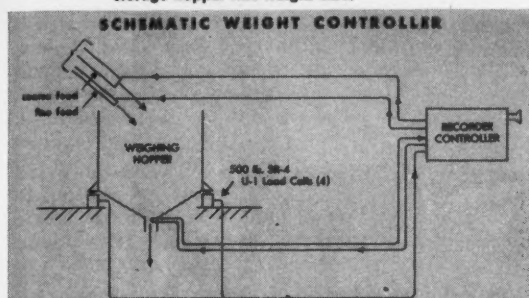 SCHEMATIC WEIGHT CONTROLLER
coarse feed
fine feed
WEIGHING
HOPPER
500 lb. SR-4
U-1 Load Cells (4)
RECORDER
CONTROLLER